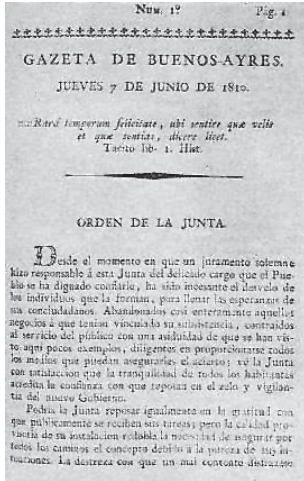 Num. 1º Pág. 1
GAZETA DE BUENOS-AYRES.
JUEVES 7 DE JUNIO DE 1810.
Rara temporum felicitate, ubi sentire quæ velis
et quæ sentias, dicere licet.
Tacito lib. 1. Hist.
ORDEN DE LA JUNTA.
Desde el momento en que un juramento solemne
hizo responsable á esta Junta del delicado cargo que el Pue-
blo se ha dignado confiarle, ha sido incesante el desvelo de
los individuos que la forman, para llenar las esperanzas de
sus conciudadanos. Abandonados casi enteramente aquellos
negocios á que tenian vinculada su subsistencia, contraidos
al servicio del público con una asiduidad de que se han vis-
to aqui pocos exemplos, diligentes en proporcionarse todos
los medios que puedan asegurarles el acierto; vé la Junta
con satisfaccion que la tranquilidad de todos los habitantes
acredita la confianza con que reposan en el zelo y vigilan-
cia del nuevo Gobierno.
Podria la Junta reposar igualmente en la gratitud con
que publicamente se reciben sus tareas; pero la calidad pro-
visoria de su instalacion redobla la necesidad de asegurar por
todos los caminos el concepto debido á la pureza de sus in-
tenciones. La destreza con que un mal contento disfrazase